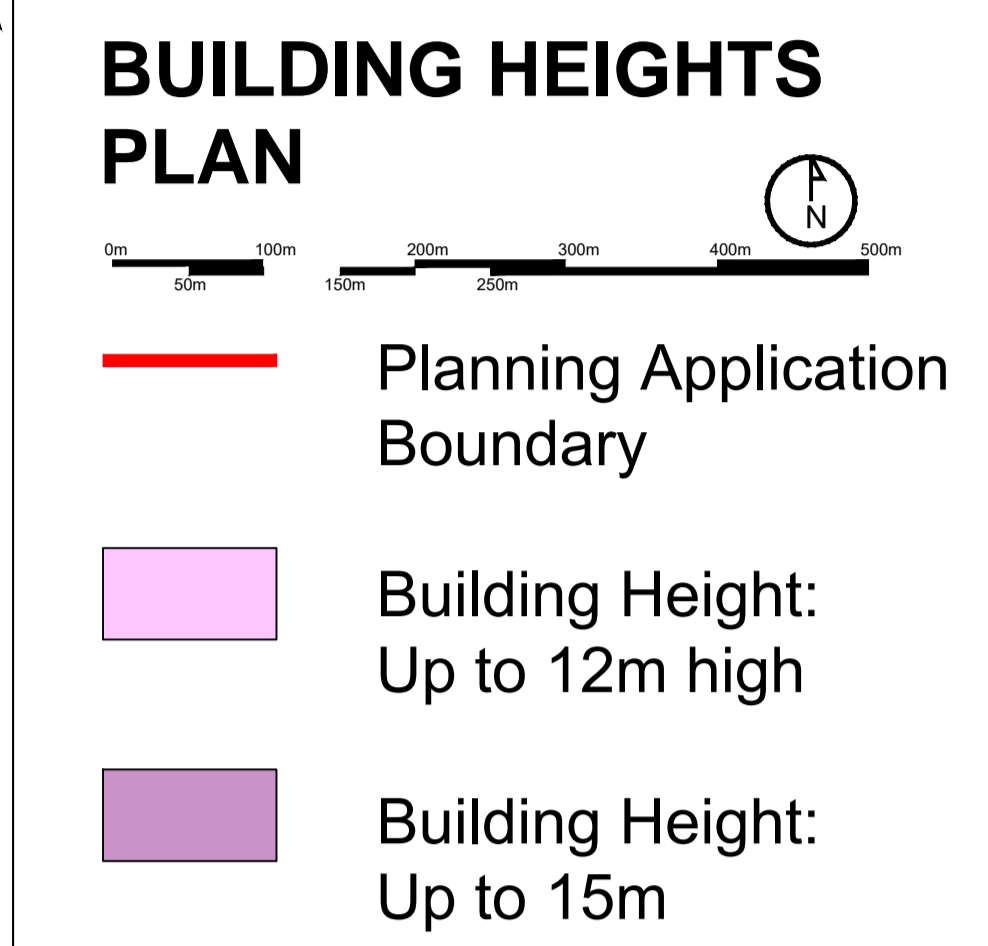 BUILDING HEIGHTS
PLAN
N
0m 100m 200m 300m 400m 500m
50m 150m 250m
Planning Application
Boundary
Building Height:
Up to 12m high
Building Height:
Up to 15m